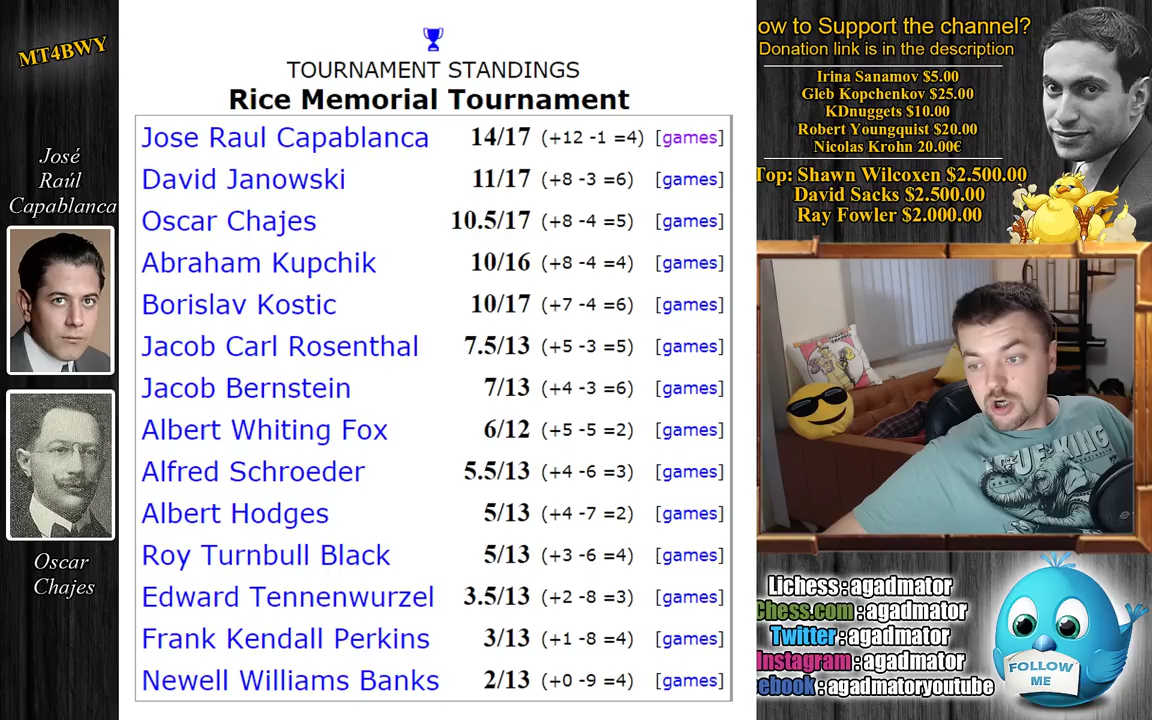 MT4BWY
José
Raúl
Capablanca
Oscar
Chajes
TOURNAMENT STANDINGS
Rice Memorial Tournament
Jose Raul Capablanca 14/17 (+12 -1 =4) [games]
David Janowski 11/17 (+8 -3 =6) [games]
Oscar Chajes 10.5/17 (+8 -4 =5) [games]
Abraham Kupchik 10/16 (+8 -4 =4) [games]
Borislav Kostic 10/17 (+7 -4 =6) [games]
Jacob Carl Rosenthal 7.5/13 (+5 -3 =5) [games]
Jacob Bernstein 7/13 (+4 -3 =6) [games]
Albert Whiting Fox 6/12 (+5 -5 =2) [games]
Alfred Schroeder 5.5/13 (+4 -6 =3) [games]
Albert Hodges 5/13 (+4 -7 =2) [games]
Roy Turnbull Black 5/13 (+3 -6 =4) [games]
Edward Tennenwurzel 3.5/13 (+2 -8 =3) [games]
Frank Kendall Perkins 3/13 (+1 -8 =4) [games]
Newell Williams Banks 2/13 (+0 -9 =4) [games]
ow to Support the channel?
Donation link is in the description
Irina Sanamov $5.00
Gleb Kopchenkov $25.00
KDnuggets $10.00
Robert Youngquist $20.00
Nicolas Krohn 20.00€
Top: Shawn Wilcoxen $2.500.00
David Sacks $2.500.00
Ray Fowler $2.000.00
Lichess : agadmator
Chess.com : agadmator
Twitter : agadmator
Instagram : agadmator
ebook : agadmatoryoutube
FOLLOW
ME